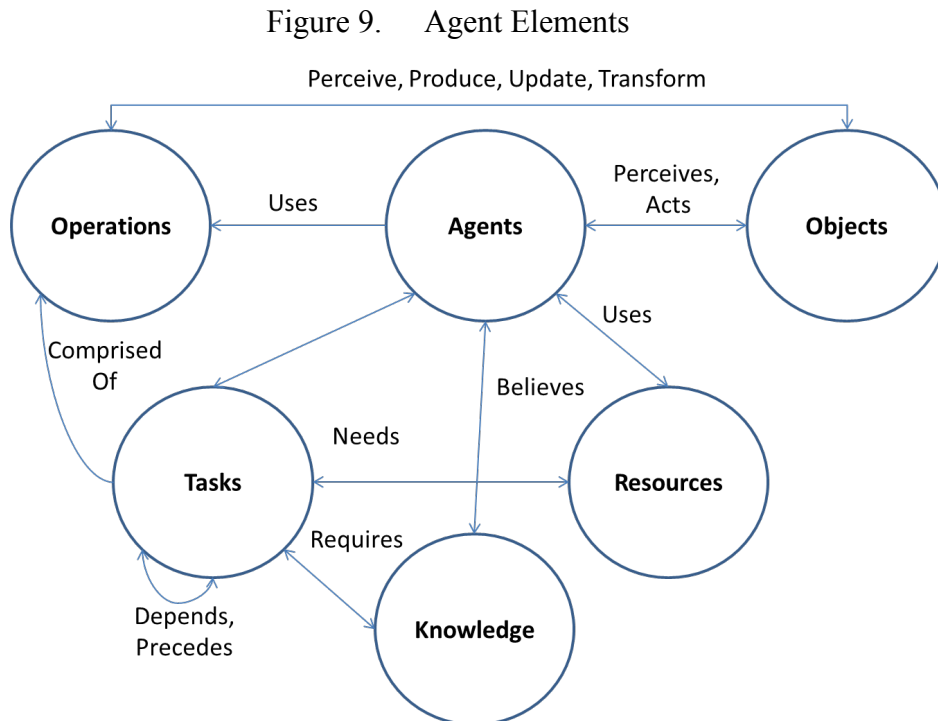 Figure 9. Agent Elements
Perceive, Produce, Update, Transform
Operations
Uses
Agents
Perceives,
Acts
Objects
Comprised
Of
Uses
Believes
Needs
Tasks
Resources
Requires
Depends,
Precedes
Knowledge